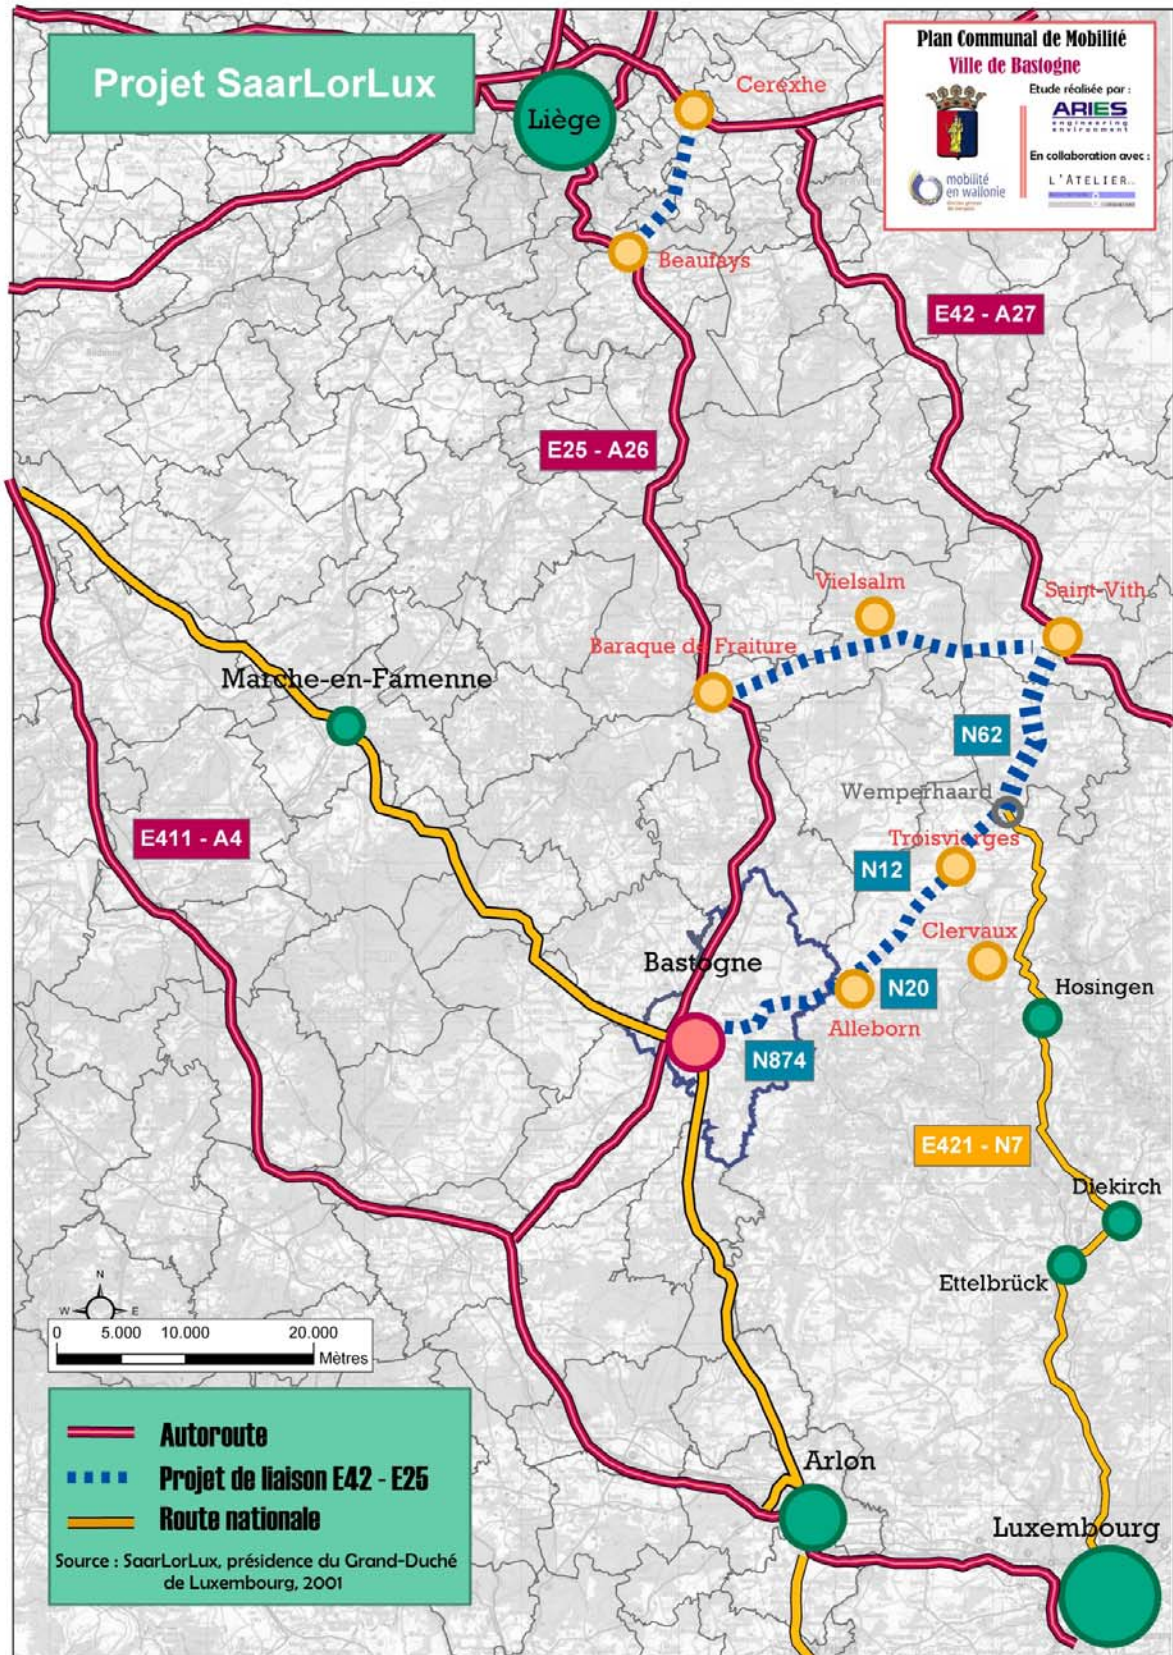 Projet SaarLorLux
Plan Communal de Mobilité
Ville de Bastogne
Etude réalisée par :
ARIES
engineering
environment
En collaboration avec :
L'ATELIER
mobilité
en wallonie
Cerexhe
Liège
Beaufays
E42 - A27
E25 - A26
Vielsalm
Saint-Vith
Baraque de Fraiture
Marche-en-Famenne
N62
Wemperhaard
E411 - A4
Troisvierges
N12
Clervaux
Bastogne
N20
Hosingen
Alleborn
N874
E421 - N7
Diekirch
Ettelbrück
N
W
E
0 5.000 10.000 20.000
Mètres
Autoroute
Projet de liaison E42 - E25
Route nationale
Source : SaarLorLux, présidence du Grand-Duché
de Luxembourg, 2001
Arlon
Luxembourg